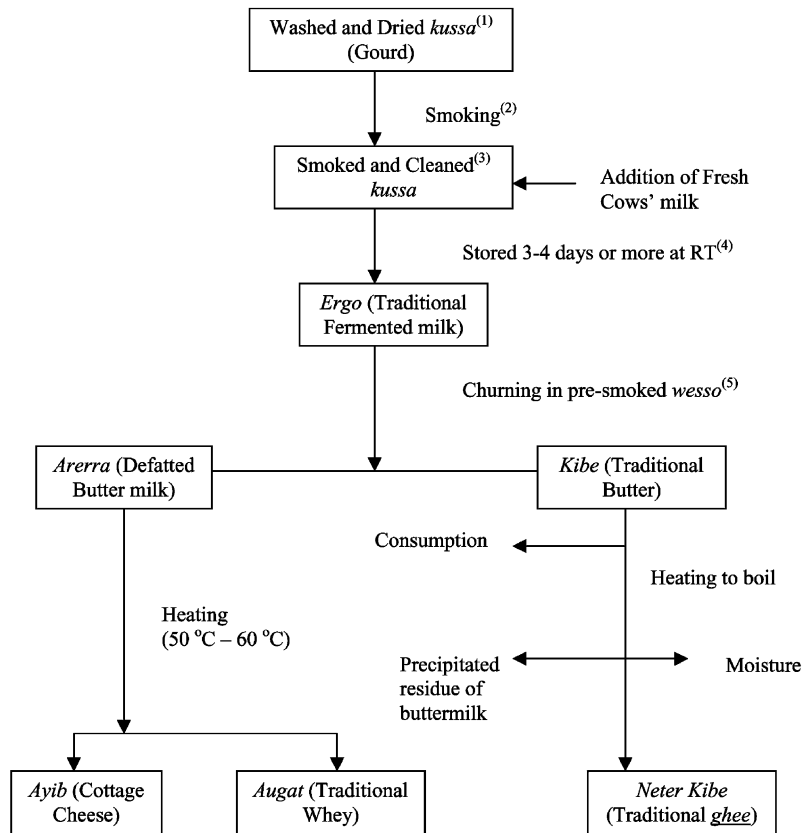 Washed and Dried kussa(1)
(Gourd)
Smoking(2)
Smoked and Cleaned(3)
kussa
Addition of Fresh
Cows’ milk
Stored 3-4 days or more at RT(4)
Ergo (Traditional
Fermented milk)
Churning in pre-smoked wesso(5)
Arerra (Defatted
Butter milk)
Kibe (Traditional
Butter)
Consumption
Heating to boil
Heating
(50 °C – 60 °C)
Precipitated
residue of
buttermilk
Moisture
Ayib (Cottage
Cheese)
Augat (Traditional
Whey)
Neter Kibe
(Traditional ghee)